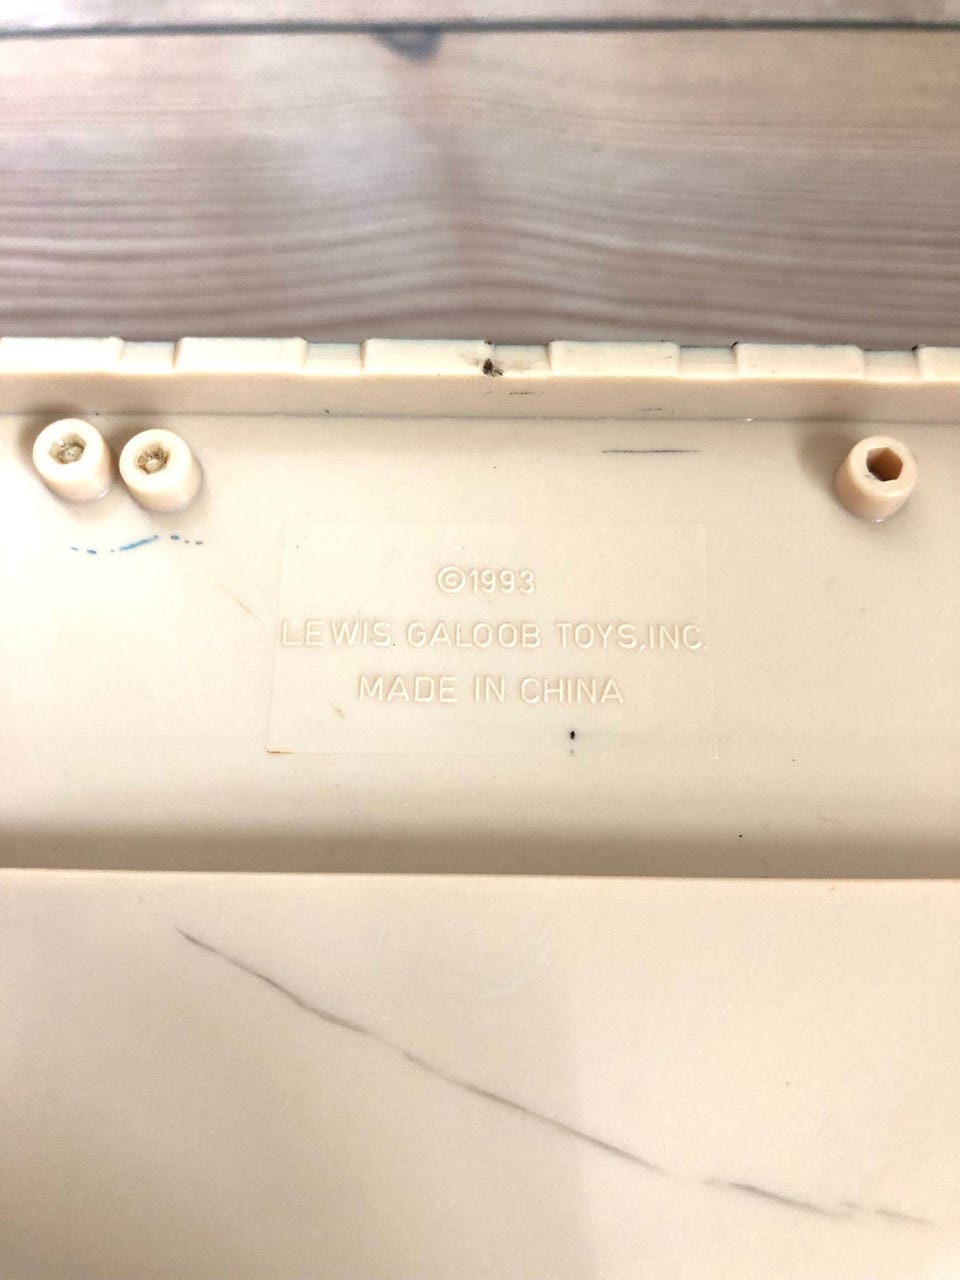 ©1993
LEWIS GALOOB TOYS, INC.
MADE IN CHINA